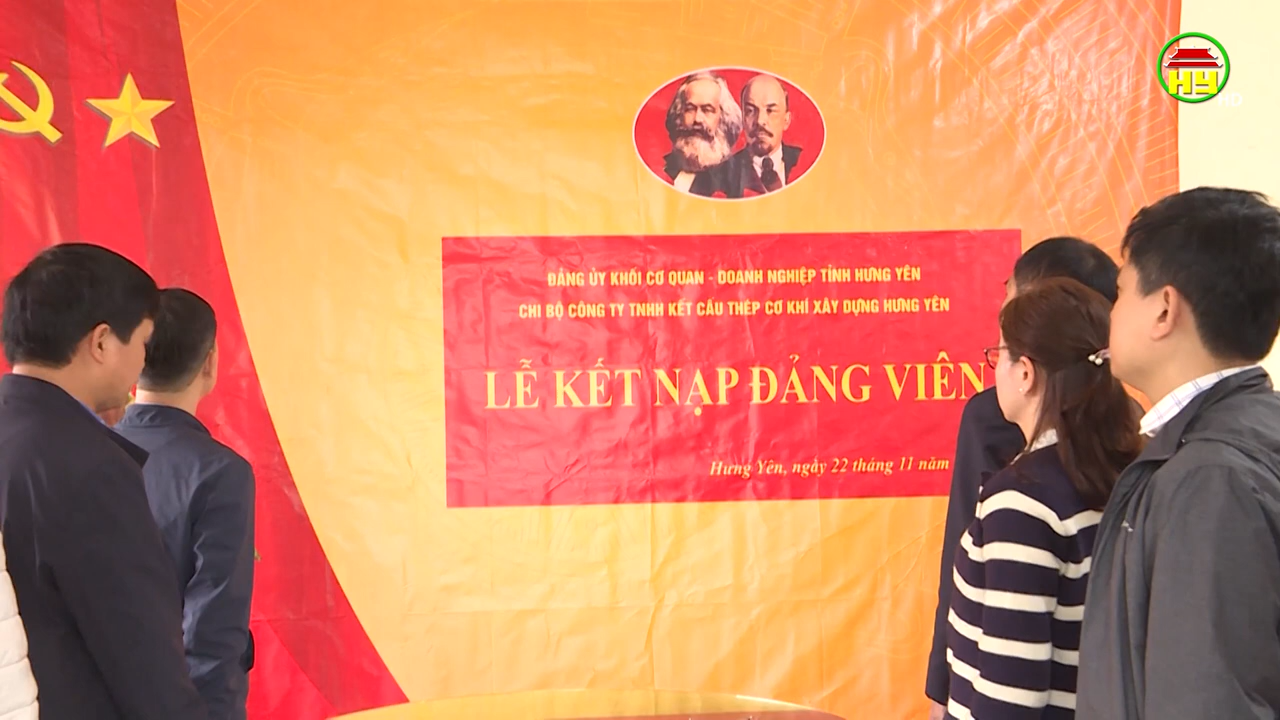 HY
HD
ĐẢNG ỦY KHỐI CƠ QUAN - DOANH NGHIỆP TỈNH HƯNG YÊN
CHI BỘ CÔNG TY TNHH KẾT CẤU THÉP CƠ KHÍ XÂY DỰNG HƯNG YÊN
LỄ KẾT NẠP ĐẢNG VIÊN
Hưng Yên, ngày 22 tháng 11 năm